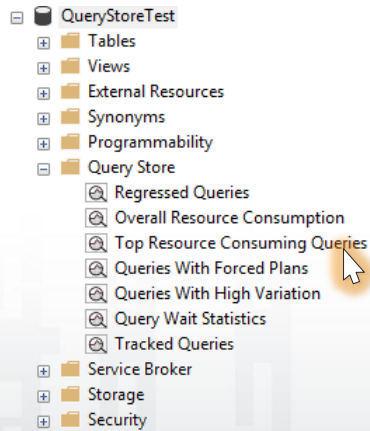 QueryStoreTest
Tables
Views
External Resources
Synonyms
Programmability
Query Store
Regressed Queries
Overall Resource Consumption
Top Resource Consuming Queries
Queries With Forced Plans
Queries With High Variation
Query Wait Statistics
Tracked Queries
Service Broker
Storage
Security